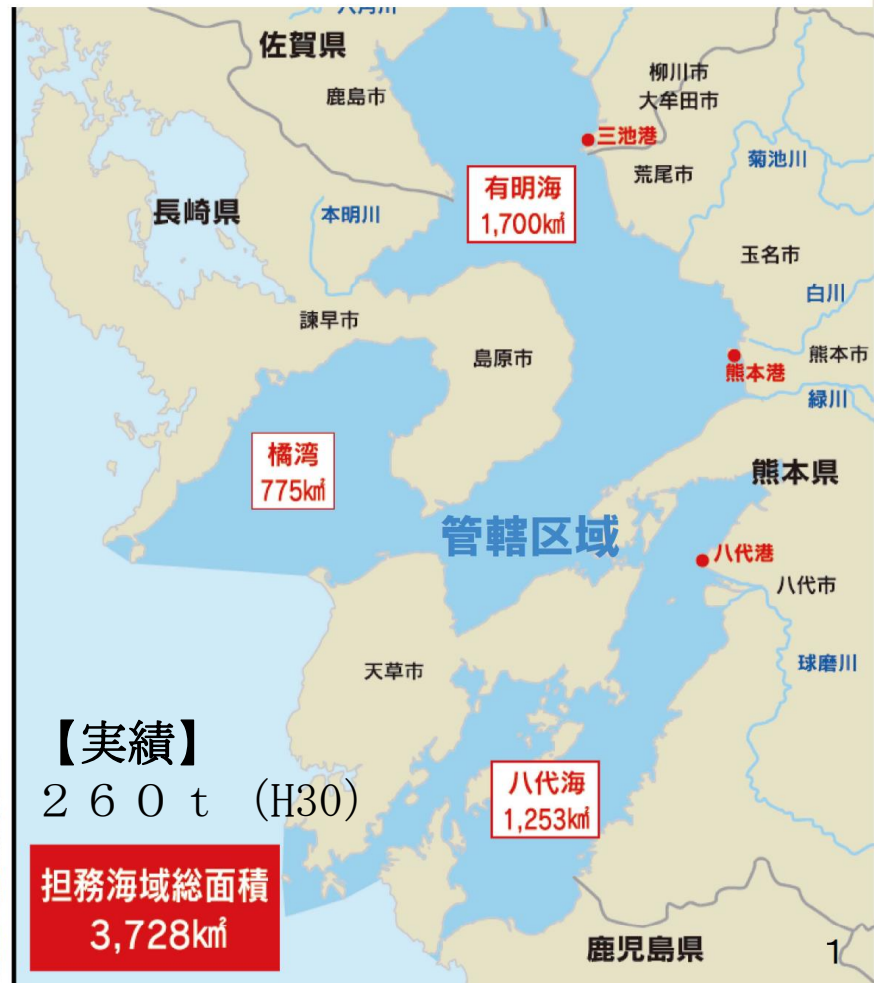 六角川
佐賀県
柳川市
鹿島市
大牟田市
三池港
菊池川
荒尾市
有明海
1,700㎢
長崎県
本明川
玉名市
白川
諫早市
島原市
熊本市
熊本港
緑川
橘湾
775㎢
熊本県
管轄区域
八代港
八代市
球磨川
天草市
【実績】
260t (H30)
八代海
1,253㎢
担務海域総面積
3,728㎢
鹿児島県
1